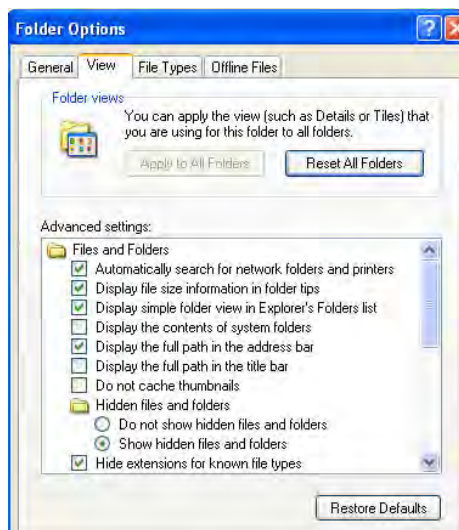 Folder Options
General View File Types Offline Files
Folder views
You can apply the view (such as Details or Tiles) that
you are using for this folder to all folders.
Apply to All Folders Reset All Folders
Advanced settings:
Files and Folders
Automatically search for network folders and printers
Display file size information in folder tips
Display simple folder view in Explorer's Folders list
Display the contents of system folders
Display the full path in the address bar
Display the full path in the title bar
Do not cache thumbnails
Hidden files and folders
Do not show hidden files and folders
Show hidden files and folders
Hide extensions for known file types
Restore Defaults